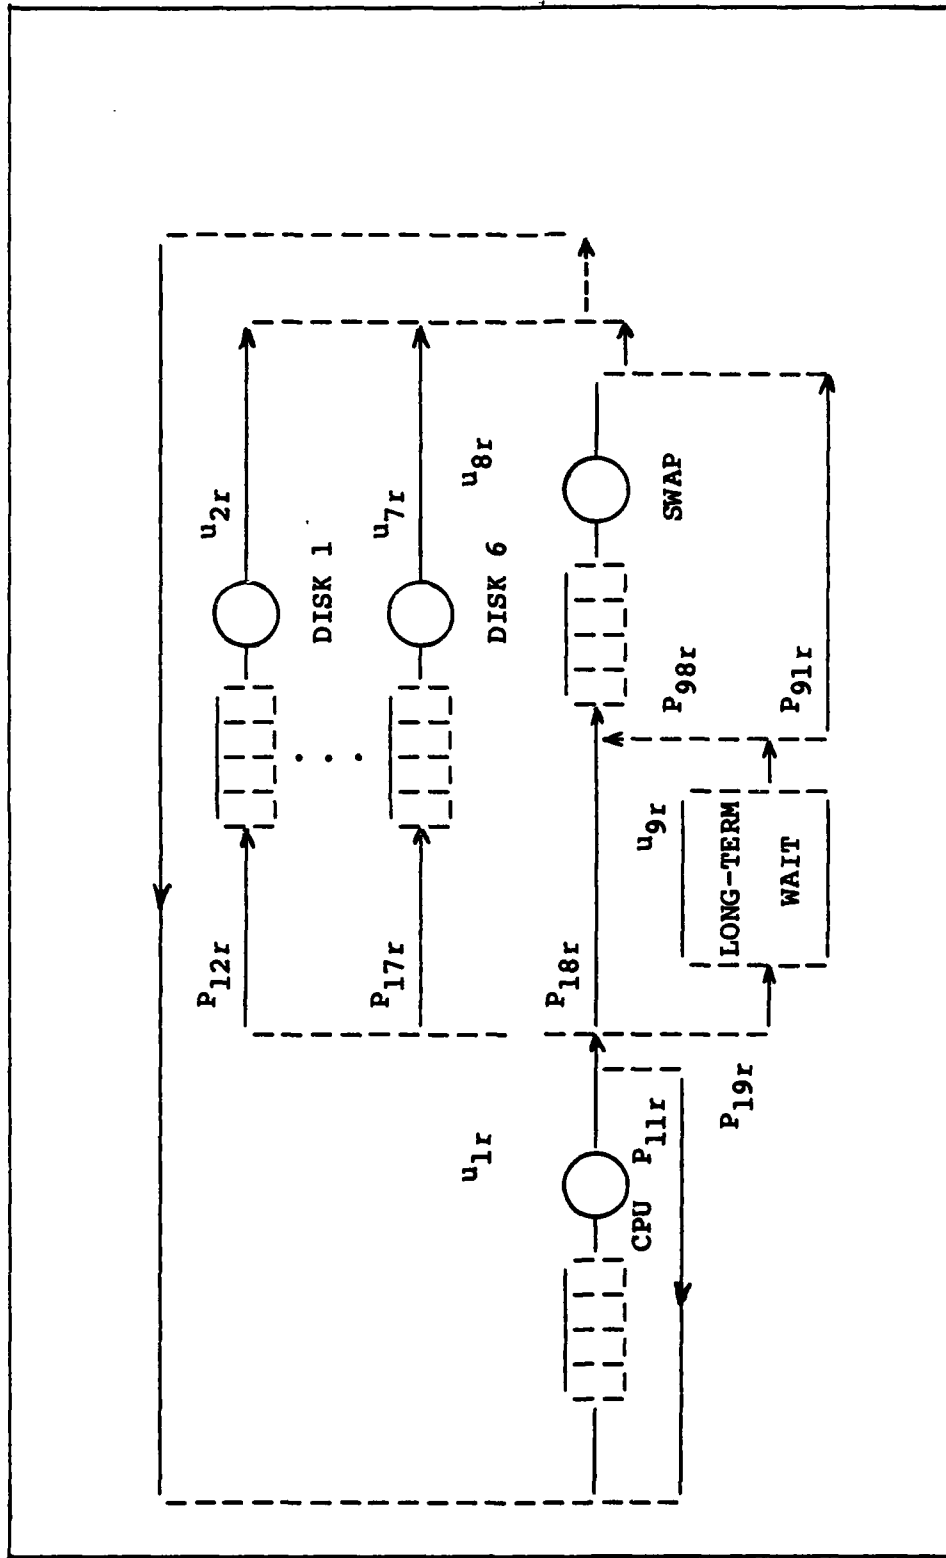 u2r
P12r
DISK 1
u7r
P17r
DISK 6
u8r
P18r
SWAP
u1r
P11r
CPU
P98r
u9r
LONG-TERM
WAIT
P19r
P91r